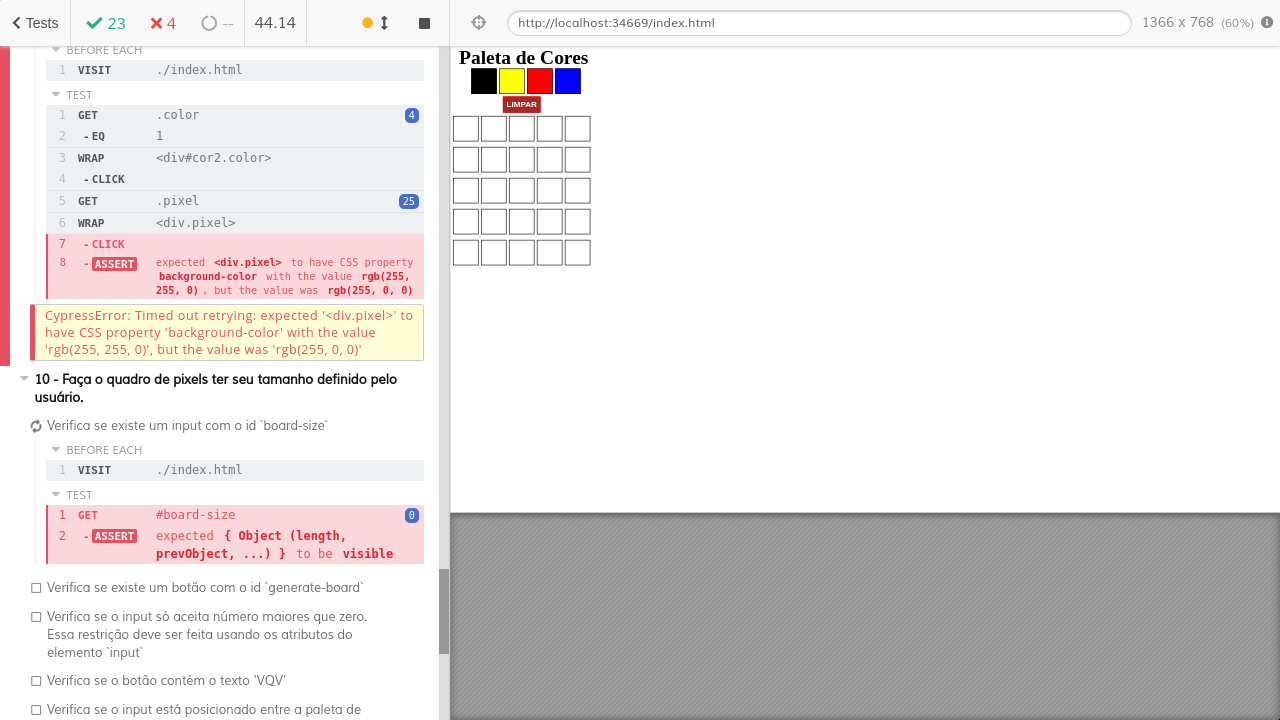 Tests 23 4 -- 44.14 http://localhost:34669/index.html 1366 x 768 (60%)
BEFORE EACH
1 VISIT ./index.html
TEST
1 GET .color 4
2 - EQ 1
3 WRAP <div#cor2.color>
4 - CLICK
5 GET .pixel 25
6 WRAP <div.pixel>
7 - CLICK
8 - ASSERT expected <div.pixel> to have CSS property
background-color with the value rgb(255,
255, 0), but the value was rgb(255, 0, 0)
CypressError: Timed out retrying: expected '<div.pixel>' to
have CSS property 'background-color' with the value
'rgb(255, 255, 0)', but the value was 'rgb(255, 0, 0)'
10 - Faça o quadro de pixels ter seu tamanho definido pelo
usuário.
Verifica se existe um input com o id `board-size`
BEFORE EACH
1 VISIT ./index.html
TEST
1 GET #board-size 0
2 - ASSERT expected { Object (length,
prevObject, ...) } to be visible
Verifica se existe um botão com o id `generate-board`
Verifica se o input só aceita número maiores que zero.
Essa restrição deve ser feita usando os atributos do
elemento `input`
Verifica se o botão contém o texto 'VQV'
Verifica se o input está posicionado entre a paleta de
Paleta de Cores
LIMPAR